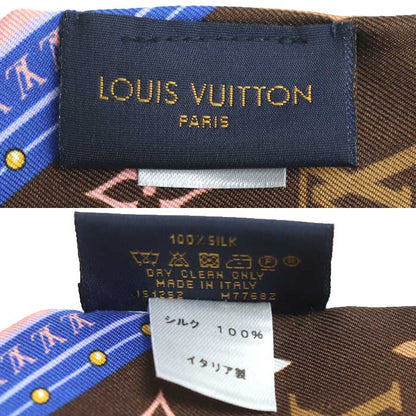 LOUIS VUITTON
PARIS
100% SILK
DRY CLEAN ONLY
MADE IN ITALY
M77682
シルク 100%
イタリア製